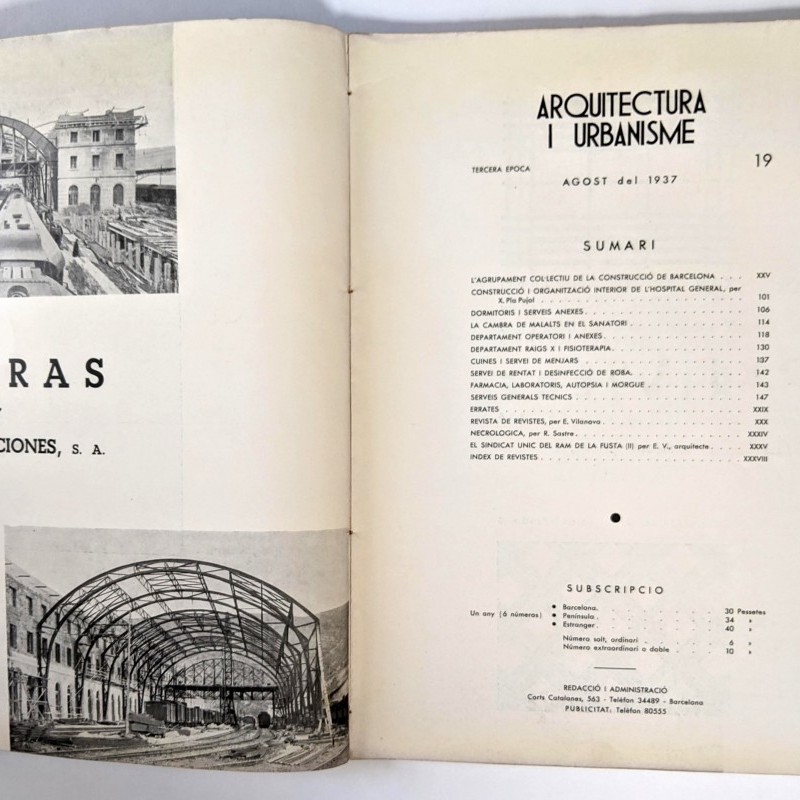 RAS
CIONES, S. A.
ARQUITECTURA
I URBANISME
TERCERA EPOCA
19
AGOST del 1937
SUMARI
L'AGRUPAMENT COL·LECTIU DE LA CONSTRUCCIÓ DE BARCELONA . . . XXV
CONSTRUCCIÓ I ORGANITZACIÓ INTERIOR DE L'HOSPITAL GENERAL, per
X. Pla Pujol . . . 101
DORMITORIS I SERVEIS ANEXES . . . 106
LA CAMBRA DE MALALTS EN EL SANATORI . . . 114
DEPARTAMENT OPERATORI I ANEXES . . . 118
DEPARTAMENT RAIGS X I FISIOTERAPIA . . . 130
CUINES I SERVEI DE MENJARS . . . 137
SERVEI DE RENTAT I DESINFECCIÓ DE ROBA . . . 142
FARMACIA, LABORATORIS, AUTOPSIA I MORGUE . . . 143
SERVEIS GENERALS TECNICS . . . 147
ERRATES . . . XXIX
REVISTA DE REVISTES, per E. Vilanova . . . XXX
NECROLOGICA, per R. Sastre . . . XXXIV
EL SINDICAT UNIC DEL RAM DE LA FUSTA (II) per E. V., arquitecte . . . XXXV
INDEX DE REVISTES . . . XXXVIII
SUBSCRIPCIO
Un any (6 números)
• Barcelona . . . 30 Pessetes
• Península . . . 34 »
• Estranger . . . 40 »
Número solt, ordinari . . . 6 »
Número extraordinari o doble . . . 10 »
REDACCIÓ I ADMINISTRACIÓ
Corts Catalanes, 563 - Telèfon 34489 - Barcelona
PUBLICITAT: Telèfon 80555